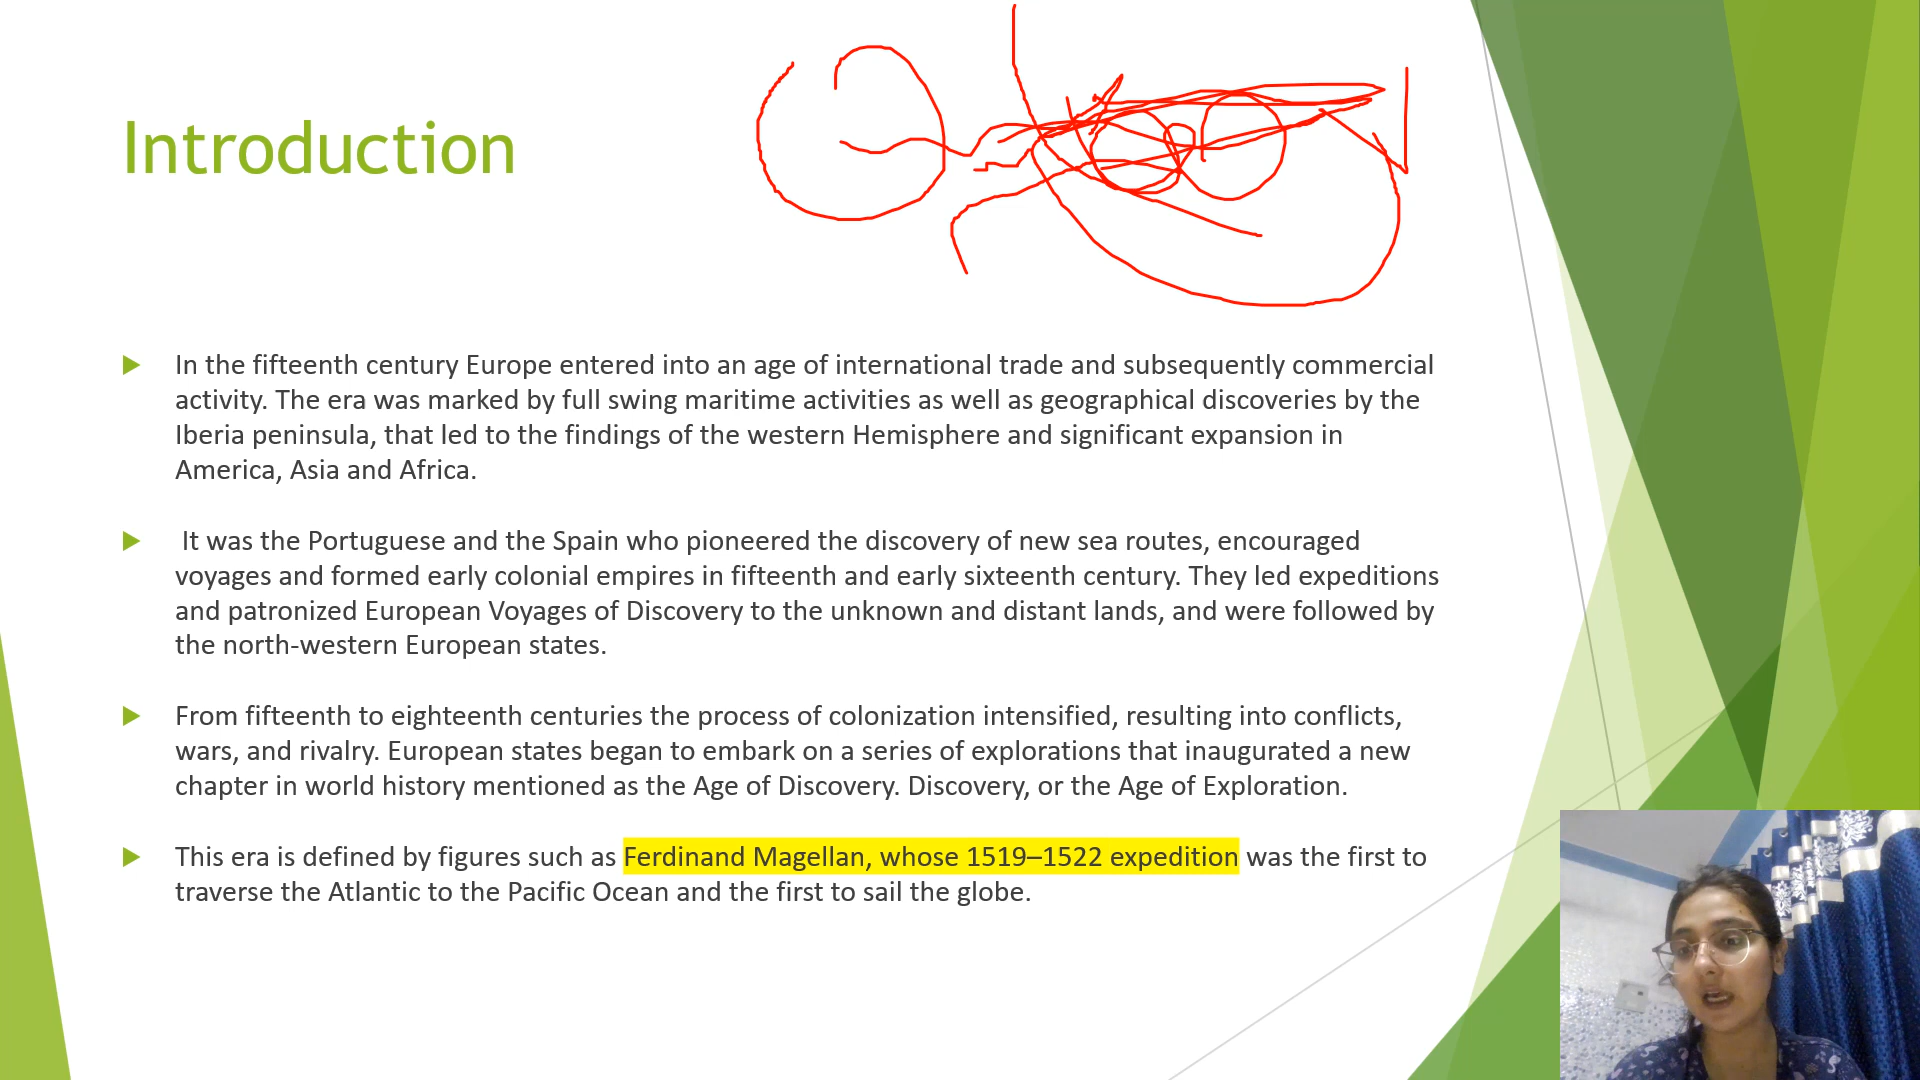 Introduction
In the fifteenth century Europe entered into an age of international trade and subsequently commercial
activity. The era was marked by full swing maritime activities as well as geographical discoveries by the
Iberia peninsula, that led to the findings of the western Hemisphere and significant expansion in
America, Asia and Africa.
It was the Portuguese and the Spain who pioneered the discovery of new sea routes, encouraged
voyages and formed early colonial empires in fifteenth and early sixteenth century. They led expeditions
and patronized European Voyages of Discovery to the unknown and distant lands, and were followed by
the north-western European states.
From fifteenth to eighteenth centuries the process of colonization intensified, resulting into conflicts,
wars, and rivalry. European states began to embark on a series of explorations that inaugurated a new
chapter in world history mentioned as the Age of Discovery. Discovery, or the Age of Exploration.
This era is defined by figures such as Ferdinand Magellan, whose 1519–1522 expedition was the first to
traverse the Atlantic to the Pacific Ocean and the first to sail the globe.